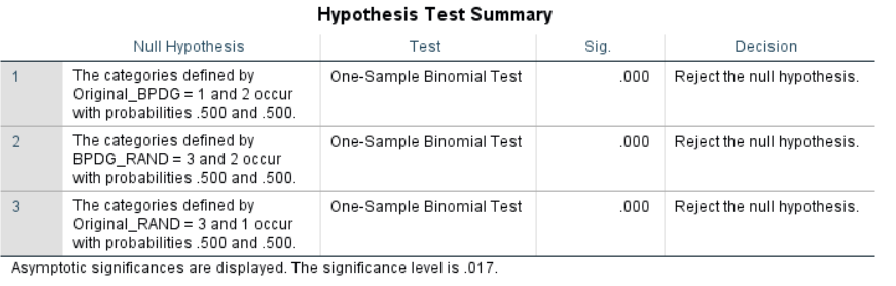 Hypothesis Test Summary
Null Hypothesis Test Sig. Decision
1 The categories defined by Original_BPDG = 1 and 2 occur with probabilities .500 and .500. One-Sample Binomial Test .000 Reject the null hypothesis.
2 The categories defined by BPDG_RAND = 3 and 2 occur with probabilities .500 and .500. One-Sample Binomial Test .000 Reject the null hypothesis.
3 The categories defined by Original_RAND = 3 and 1 occur with probabilities .500 and .500. One-Sample Binomial Test .000 Reject the null hypothesis.
Asymptotic significances are displayed. The significance level is .017.